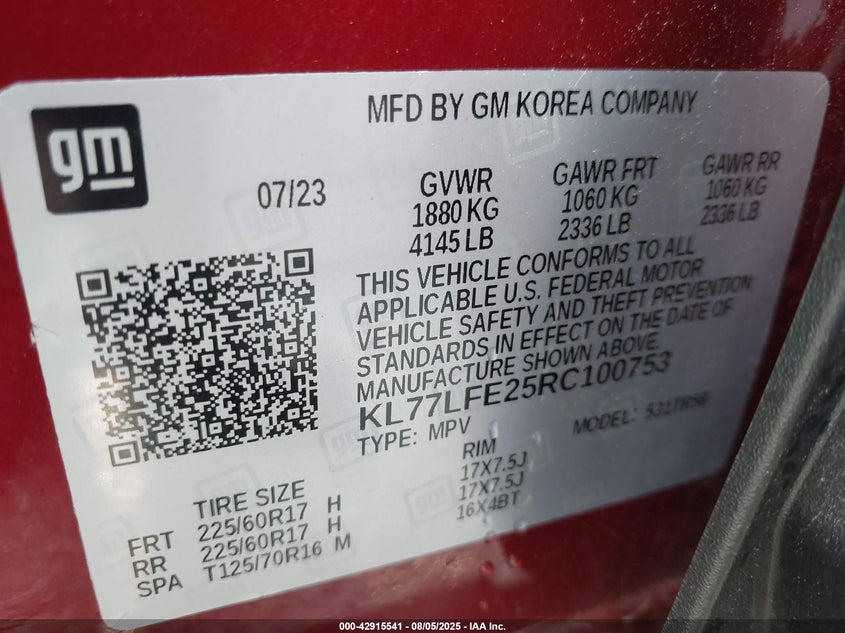 gm
MFD BY GM KOREA COMPANY
07/23
GVWR
1880 KG
4145 LB
GAWR FRT
1060 KG
2336 LB
GAWR RR
1060 KG
2336 LB
THIS VEHICLE CONFORMS TO ALL
APPLICABLE U.S. FEDERAL MOTOR
VEHICLE SAFETY AND THEFT PREVENTION
STANDARDS IN EFFECT ON THE DATE OF
MANUFACTURE SHOWN ABOVE.
KL77LFE25RC100753
TYPE: MPV
MODEL:
TIRE SIZE
RIM
FRT 225/60R17 H 17X7.5J
RR 225/60R17 H 17X7.5J
SPA T125/70R16 M 16X4BT
000-42915541 - 08/05/2025 - IAA Inc.